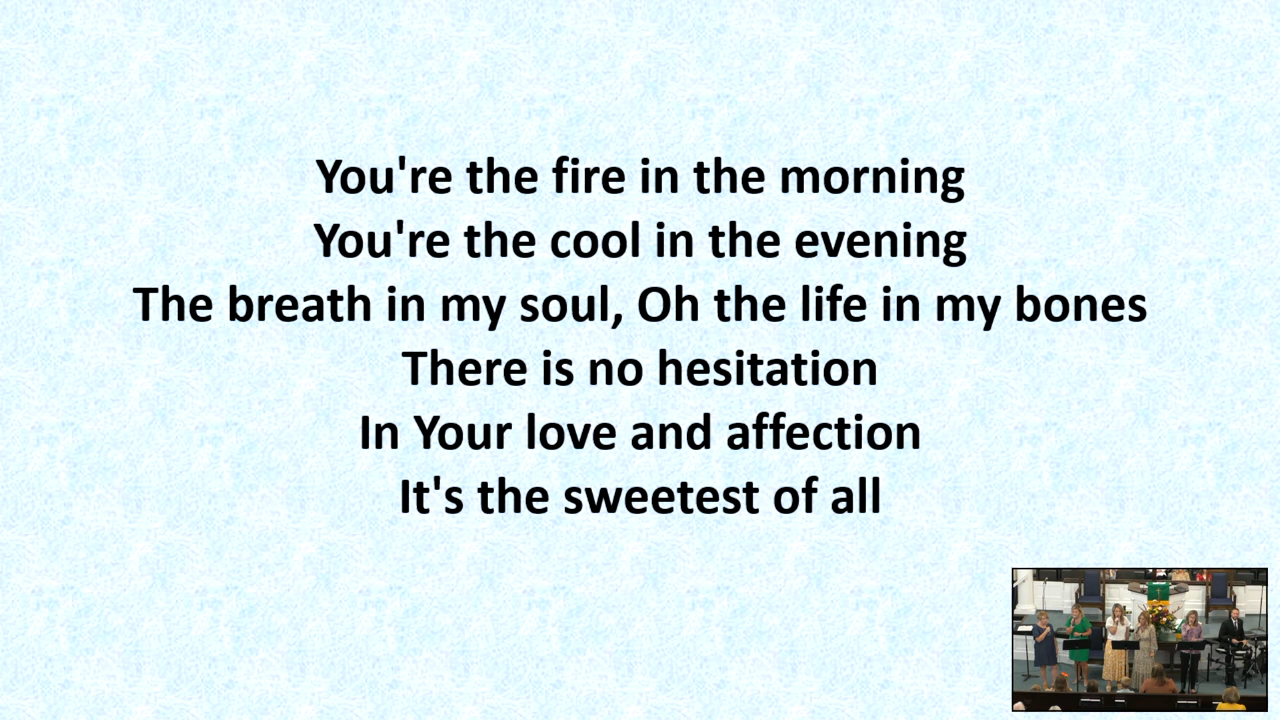 You're the fire in the morning
You're the cool in the evening
The breath in my soul, Oh the life in my bones
There is no hesitation
In Your love and affection
It's the sweetest of all